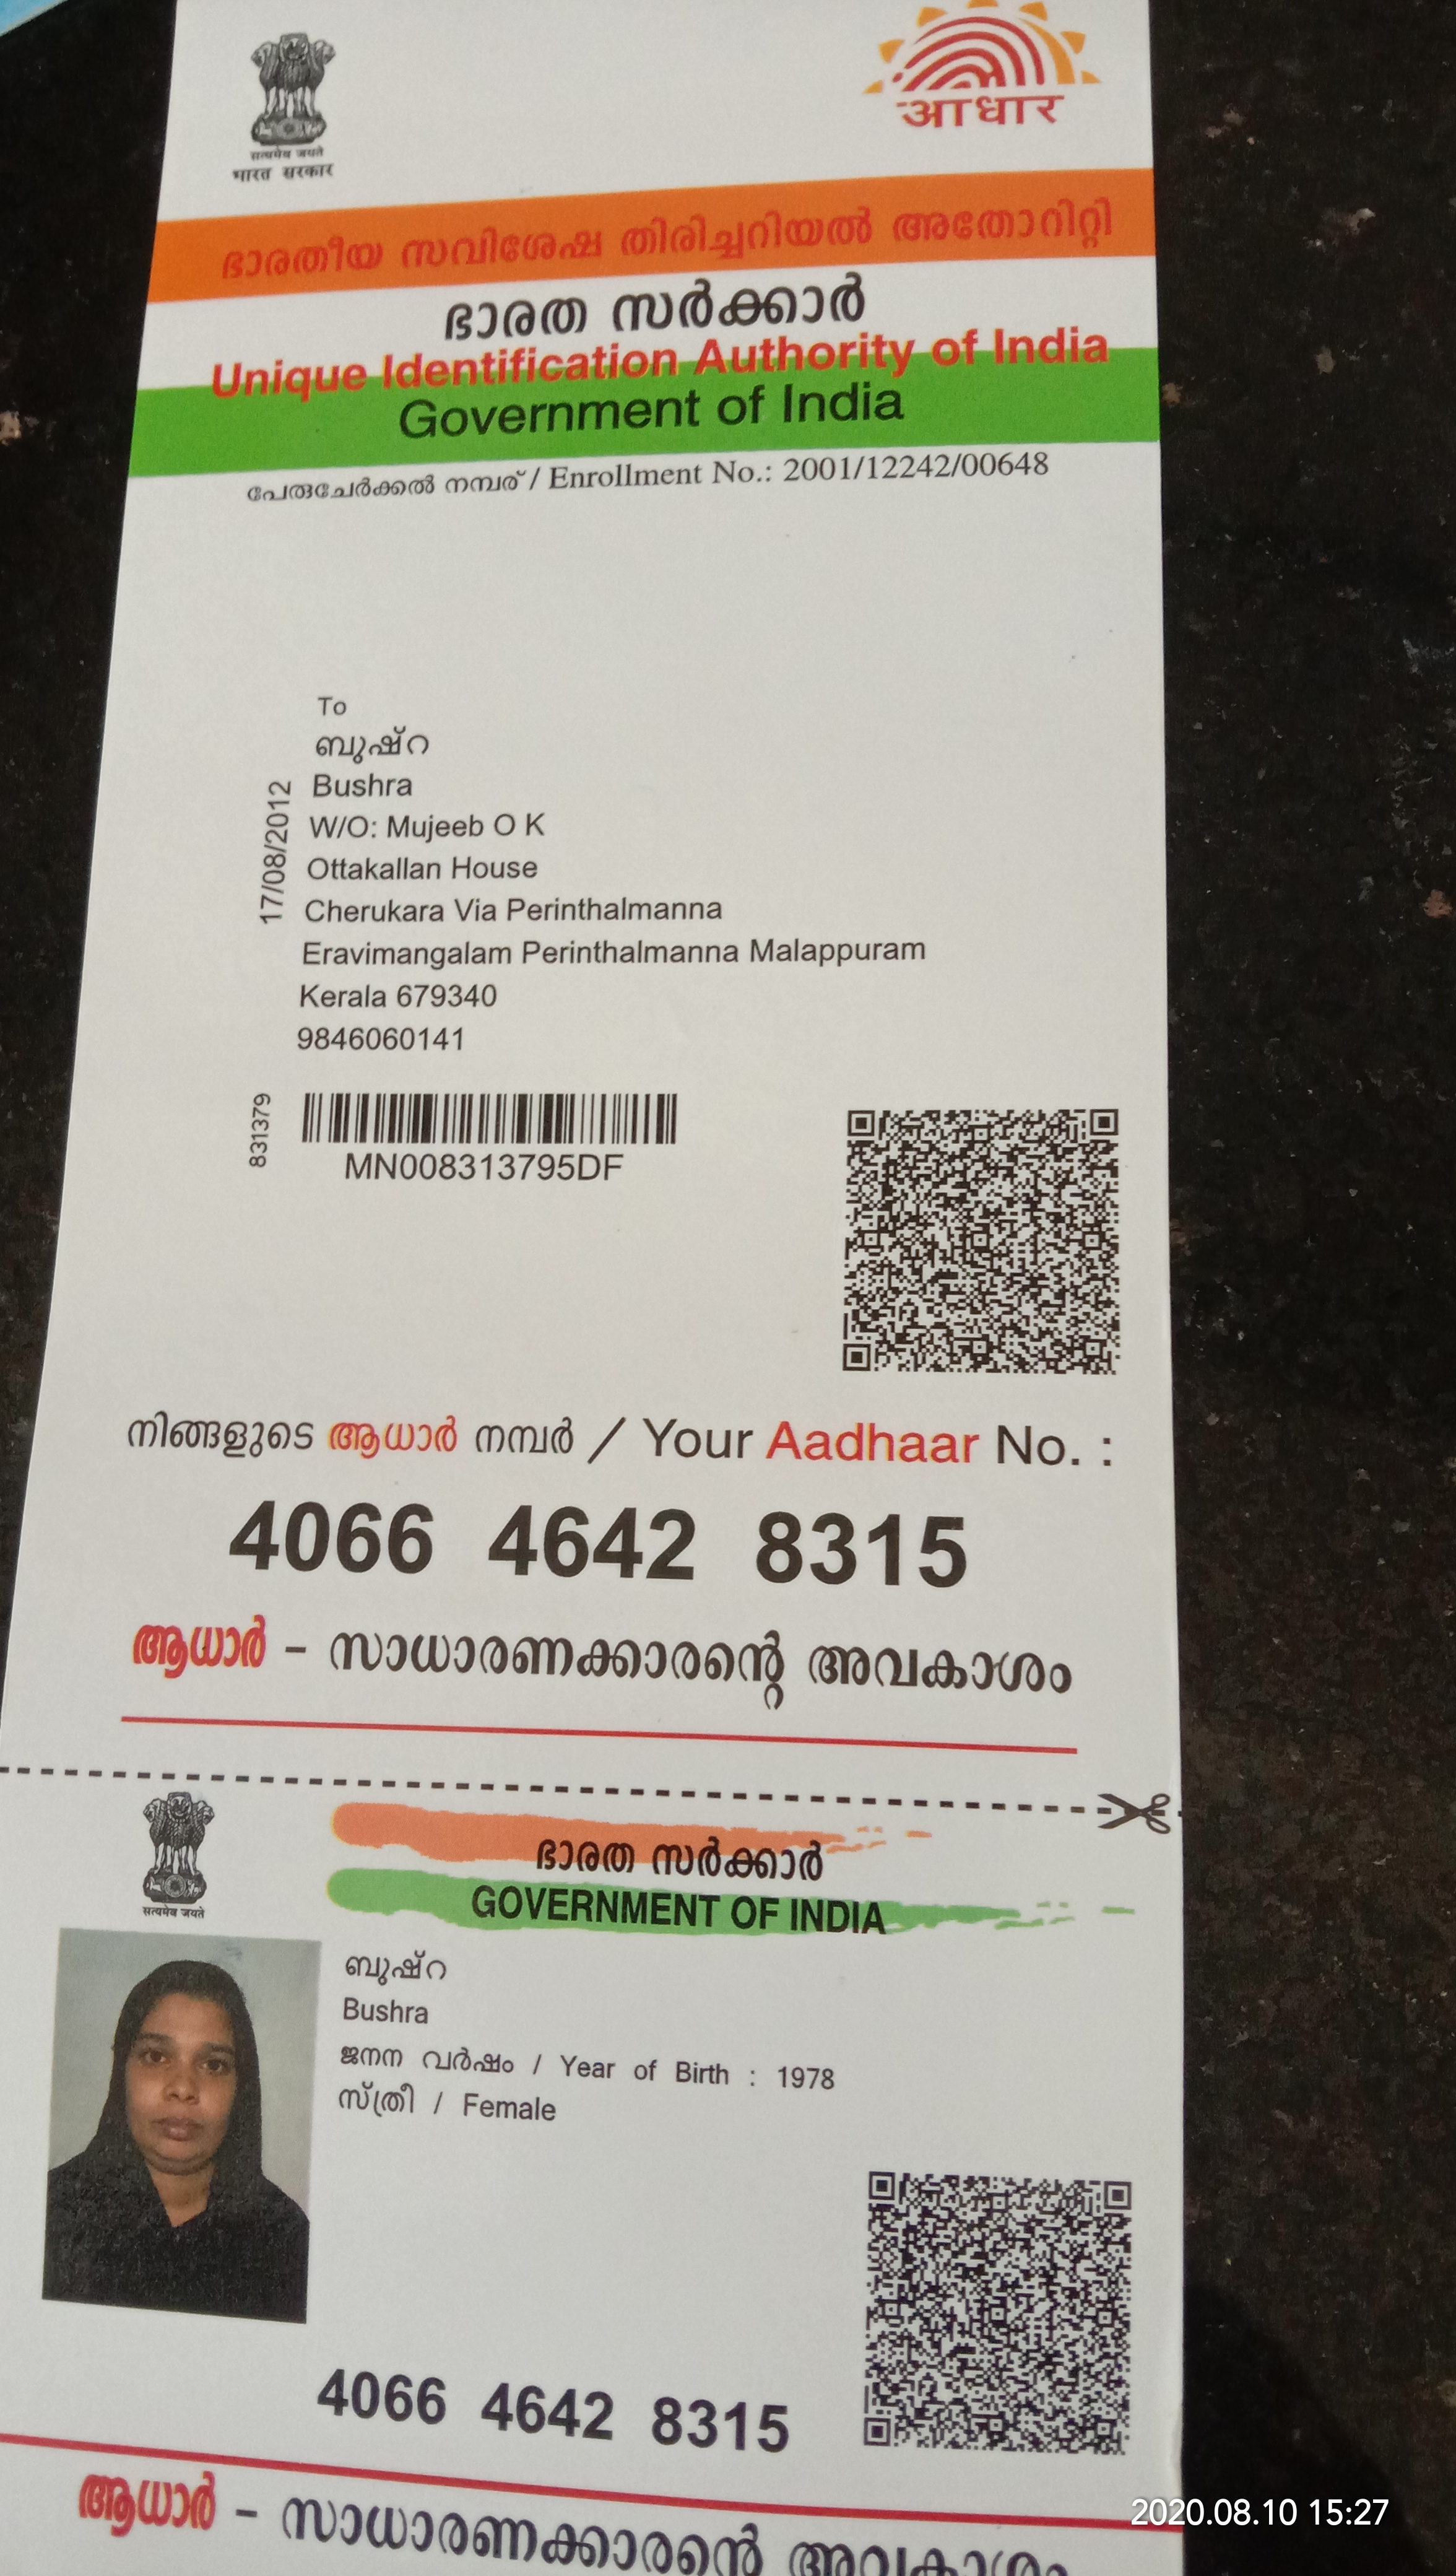 सत्यमेव जयते
भारत सरकार
आधार
ഭാരതീയ സവിശേഷ തിരിച്ചറിയൽ അതോറിറ്റി
ഭാരത സർക്കാർ
Unique Identification Authority of India
Government of India
പേരുചേർക്കൽ നമ്പര് / Enrollment No.: 2001/12242/00648
To
ബുഷ്റ
Bushra
W/O: Mujeeb O K
Ottakallan House
Cherukara Via Perinthalmanna
Eravimangalam Perinthalmanna Malappuram
Kerala 679340
9846060141
17/08/2012
831379
MN008313795DF
നിങ്ങളുടെ ആധാർ നമ്പർ / Your Aadhaar No. :
4066 4642 8315
ആധാർ - സാധാരണക്കാരന്റെ അവകാശം
सत्यमेव जयते
ഭാരത സർക്കാർ
GOVERNMENT OF INDIA
ബുഷ്റ
Bushra
ജനന വർഷം / Year of Birth : 1978
സ്ത്രീ / Female
4066 4642 8315
ആധാർ - സാധാരണക്കാരന്റെ അവകാശം
2020.08.10 15:27